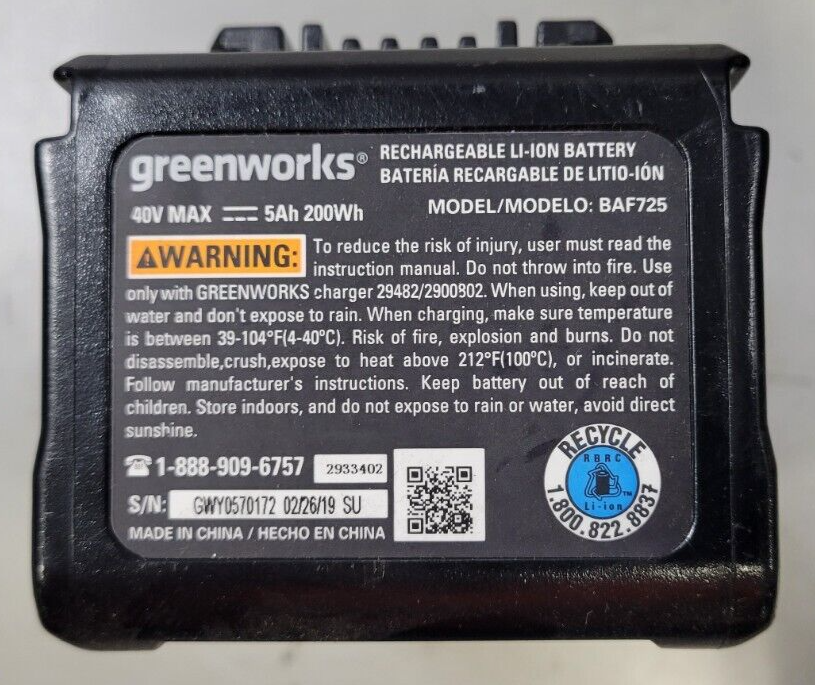 greenworks® RECHARGEABLE LI-ION BATTERY
BATERÍA RECARGABLE DE LITIO-IÓN
40V MAX ⎓ 5Ah 200Wh MODEL/MODELO: BAF725
⚠WARNING: To reduce the risk of injury, user must read the
instruction manual. Do not throw into fire. Use
only with GREENWORKS charger 29482/2900802. When using, keep out of
water and don't expose to rain. When charging, make sure temperature
is between 39-104°F(4-40°C). Risk of fire, explosion and burns. Do not
disassemble,crush,expose to heat above 212°F(100°C), or incinerate.
Follow manufacturer's instructions. Keep battery out of reach of
children. Store indoors, and do not expose to rain or water, avoid direct
sunshine.
☎1-888-909-6757 2933402
S/N: GWY0570172 02/26/19 SU
MADE IN CHINA / HECHO EN CHINA
RECYCLE
RBRC
TM
Li-ion
1.800.822.8837